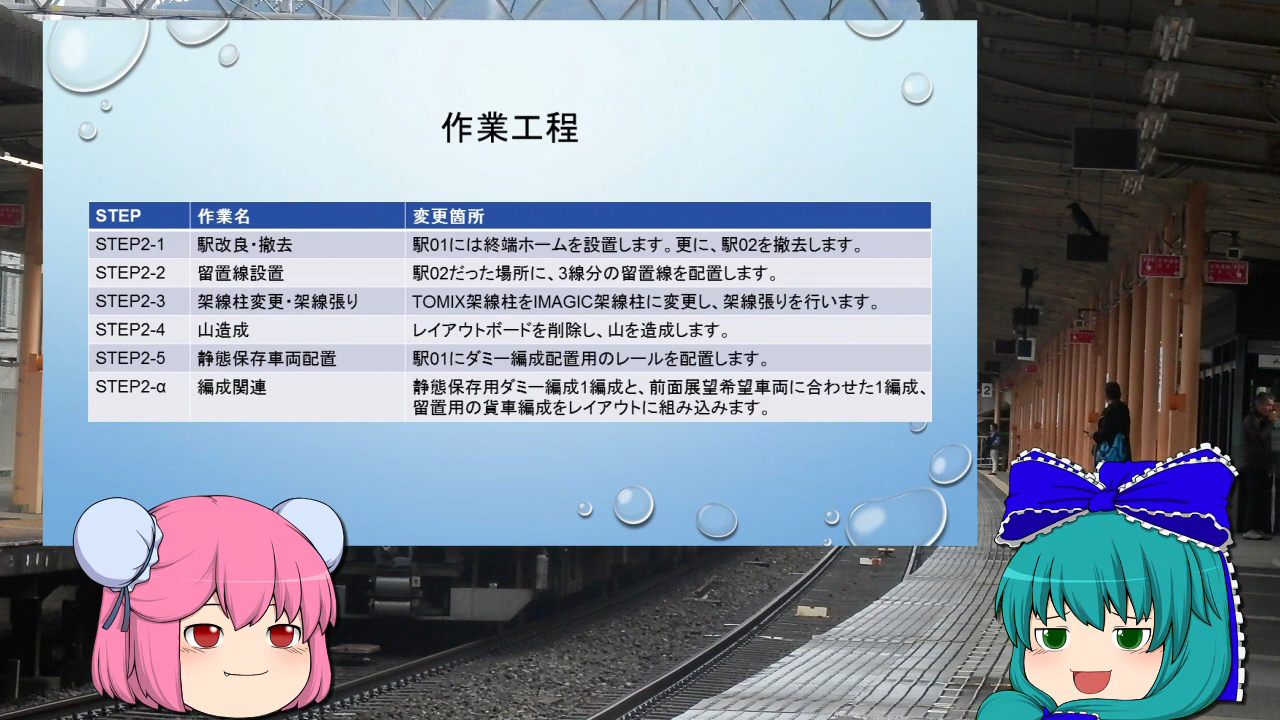 作業工程
STEP 作業名 変更箇所
STEP2-1 駅改良・撤去 駅01には終端ホームを設置します。更に、駅02を撤去します。
STEP2-2 留置線設置 駅02だった場所に、3線分の留置線を配置します。
STEP2-3 架線柱変更・架線張り TOMIX架線柱をIMAGIC架線柱に変更し、架線張りを行います。
STEP2-4 山造成 レイアウトボードを削除し、山を造成します。
STEP2-5 静態保存車両配置 駅01にダミー編成配置用のレールを配置します。
STEP2-α 編成関連 静態保存用ダミー編成1編成と、前面展望希望車両に合わせた1編成、
留置用の貨車編成をレイアウトに組み込みます。
2